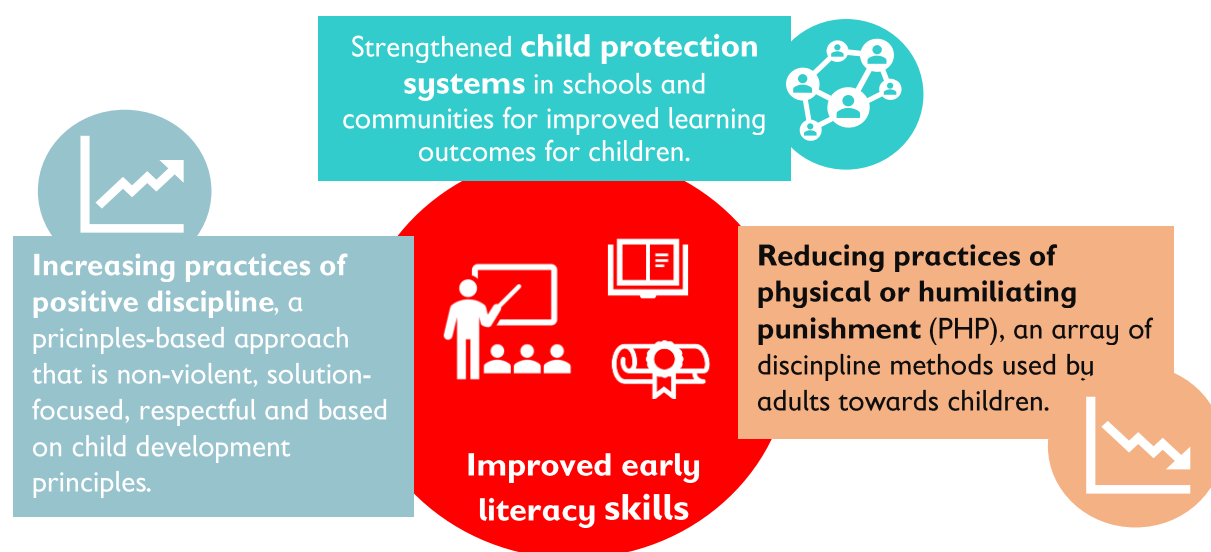 Strengthened child protection
systems in schools and
communities for improved learning
outcomes for children.
Increasing practices of
positive discipline, a
pricinples-based approach
that is non-violent, solution-
focused, respectful and based
on child development
principles.
Reducing practices of
physical or humiliating
punishment (PHP), an array of
discinpline methods used by
adults towards children.
Improved early
literacy skills